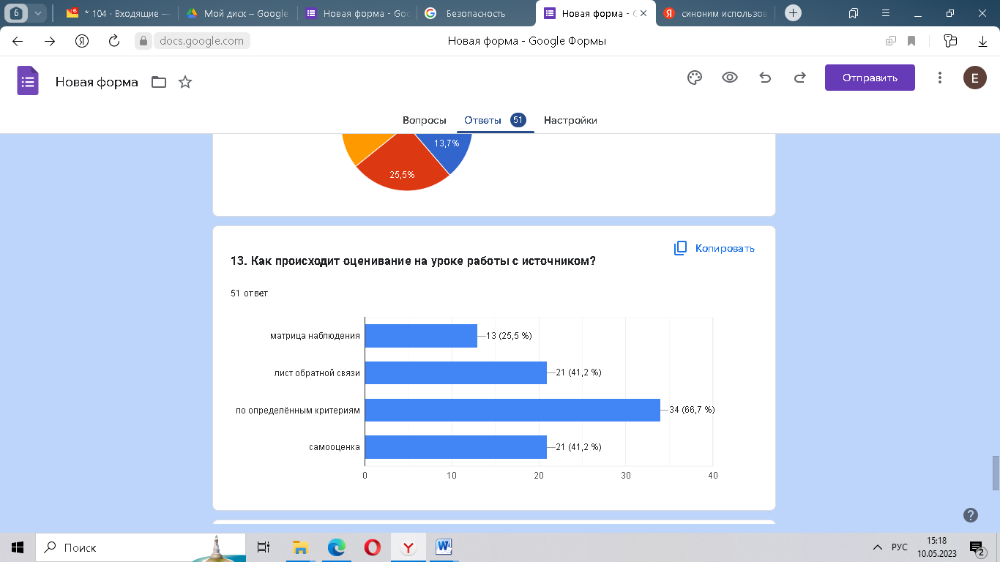 6
* 104 · Входящие —
Мой диск – Google
Новая форма - Goo
Безопасность
Новая форма -
синоним использов
docs.google.com
Новая форма - Google Формы
Новая форма
Отправить
E
Вопросы
Ответы 51
Настройки
13,7%
25,5%
Копировать
13. Как происходит оценивание на уроке работы с источником?
51 ответ
матрица наблюдения 13 (25,5 %)
лист обратной связи 21 (41,2 %)
по определённым критериям 34 (66,7 %)
самооценка 21 (41,2 %)
0 10 20 30 40
Поиск
РУС
15:18
10.05.2023
2